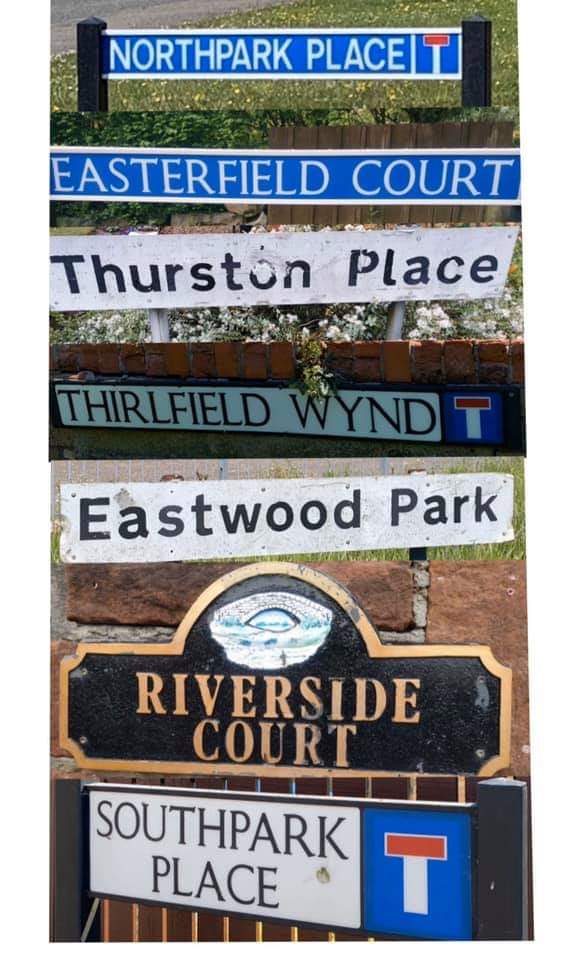 NORTHPARK PLACE
EASTERFIELD COURT
Thurston Place
THIRLFIELD WYND
Eastwood Park
RIVERSIDE
COURT
SOUTHPARK
PLACE